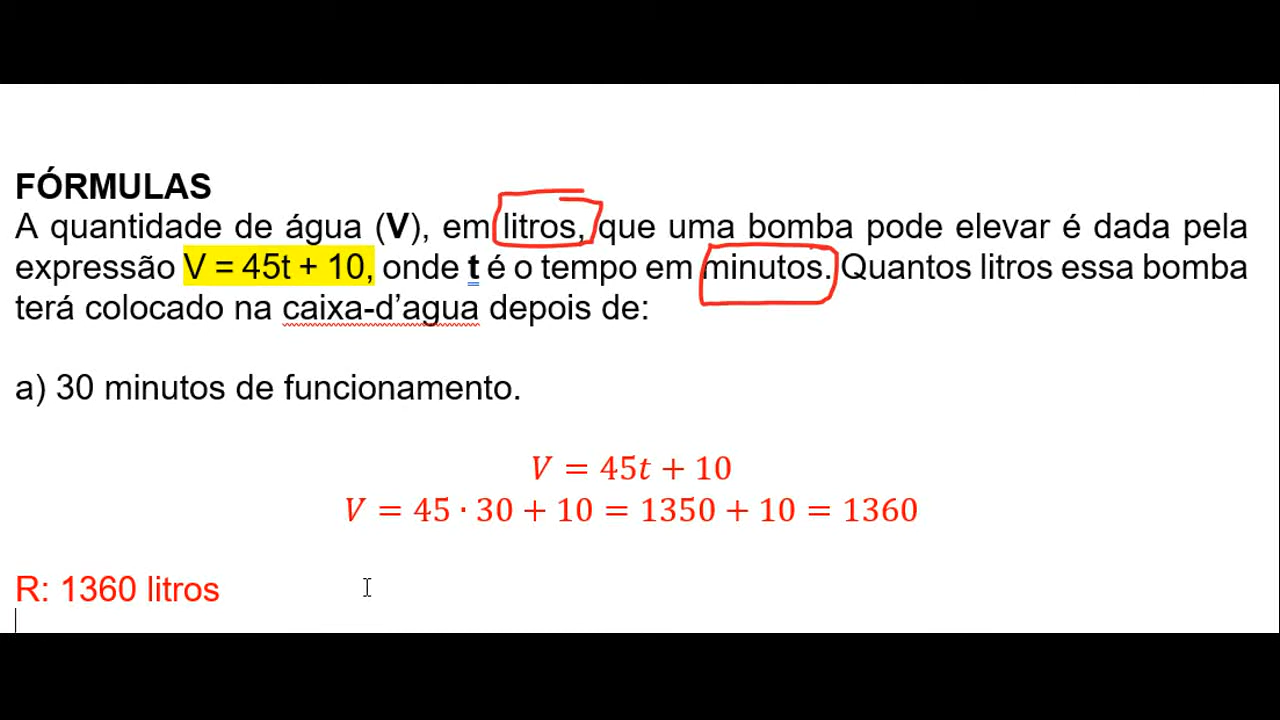 FÓRMULAS
A quantidade de água (V), em litros, que uma bomba pode elevar é dada pela
expressão V = 45t + 10, onde t é o tempo em minutos. Quantos litros essa bomba
terá colocado na caixa-d’agua depois de:
a) 30 minutos de funcionamento.
V = 45t + 10
V = 45 · 30 + 10 = 1350 + 10 = 1360
R: 1360 litros